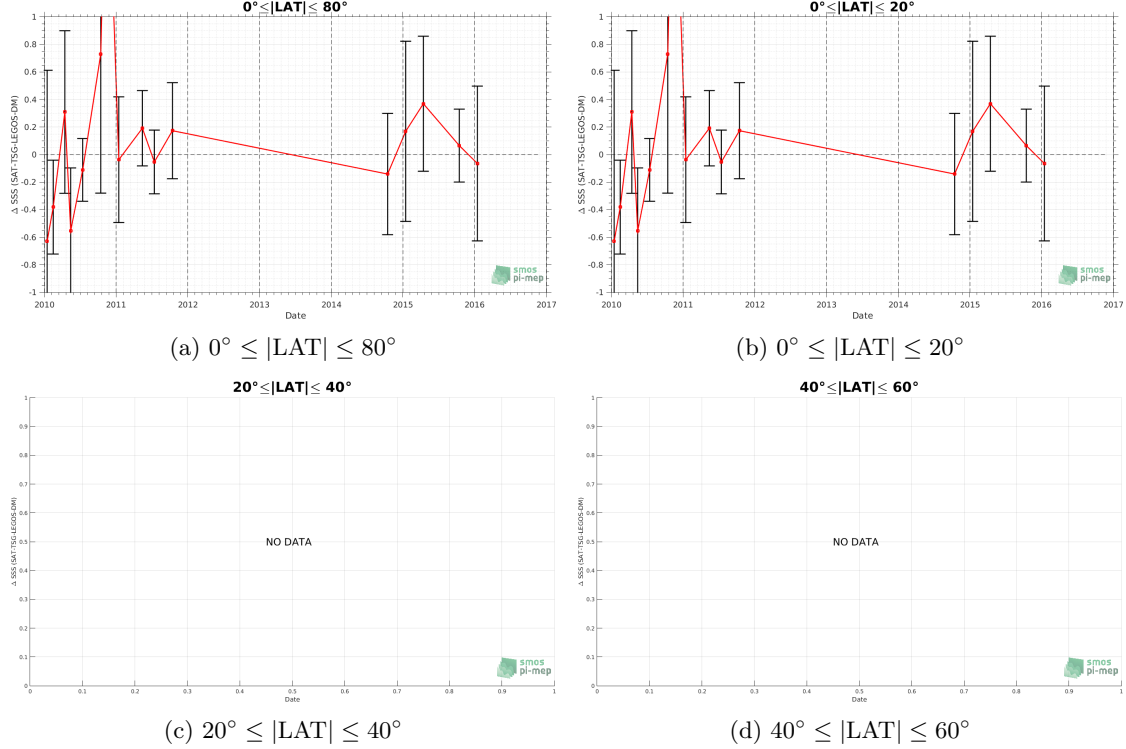 0°≤|LAT|≤ 80°
1
0.8
0.6
0.4
0.2
0
-0.2
-0.4
-0.6
-0.8
-1
Δ SSS (SAT-TSG-LEGOS-DM)
2010 2011 2012 2013 2014 2015 2016 2017
Date
smos
pi-mep
(a) 0° ≤ |LAT| ≤ 80°
0°≤|LAT|≤ 20°
1
0.8
0.6
0.4
0.2
0
-0.2
-0.4
-0.6
-0.8
-1
Δ SSS (SAT-TSG-LEGOS-DM)
2010 2011 2012 2013 2014 2015 2016 2017
Date
smos
pi-mep
(b) 0° ≤ |LAT| ≤ 20°
20°≤|LAT|≤ 40°
1
0.9
0.8
0.7
0.6
0.5
0.4
0.3
0.2
0.1
0
Δ SSS (SAT-TSG-LEGOS-DM)
NO DATA
0 0.1 0.2 0.3 0.4 0.5 0.6 0.7 0.8 0.9 1
Date
smos
pi-mep
(c) 20° ≤ |LAT| ≤ 40°
40°≤|LAT|≤ 60°
1
0.9
0.8
0.7
0.6
0.5
0.4
0.3
0.2
0.1
0
Δ SSS (SAT-TSG-LEGOS-DM)
NO DATA
0 0.1 0.2 0.3 0.4 0.5 0.6 0.7 0.8 0.9 1
Date
smos
pi-mep
(d) 40° ≤ |LAT| ≤ 60°